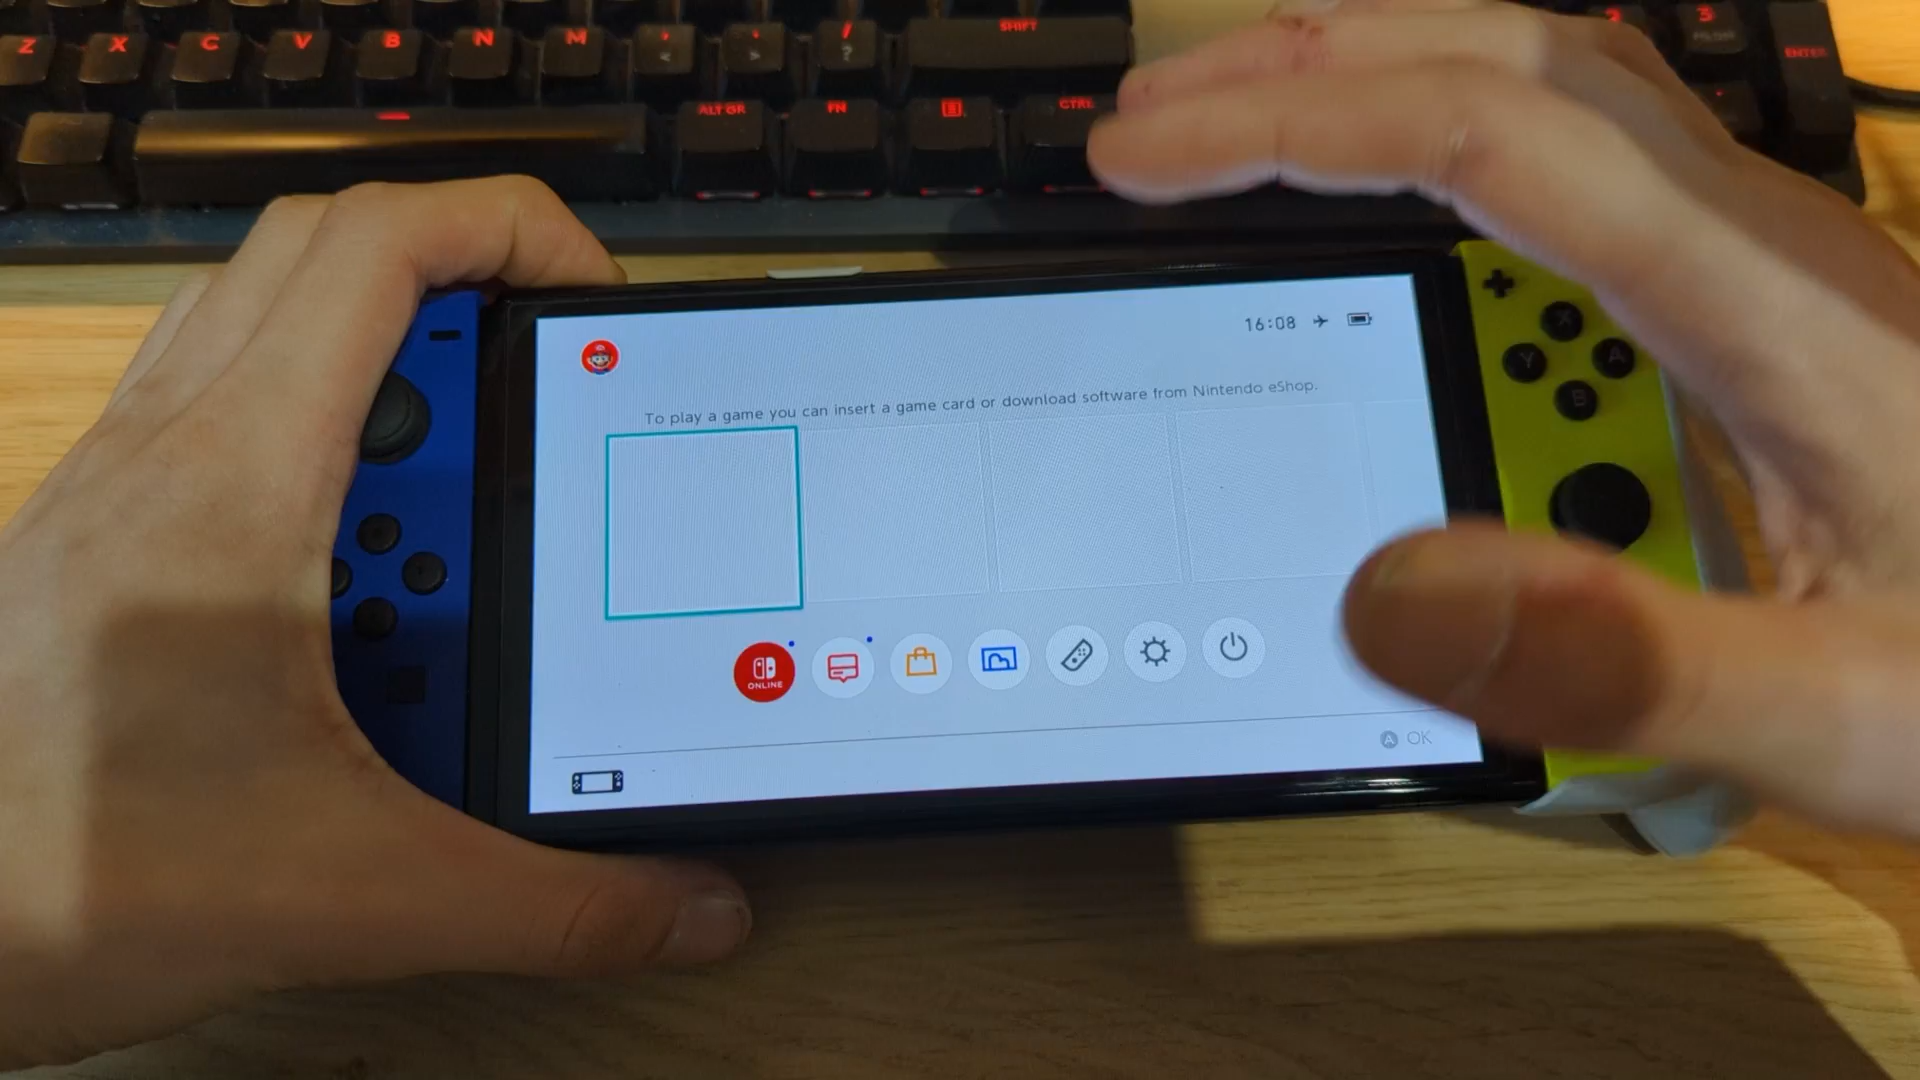 Z X C V B N M , < . > / ? SHIFT
3
ENTER
ALT GR FN CTRL
16:08
To play a game you can insert a game card or download software from Nintendo eShop.
X
Y A
B
ONLINE
A OK